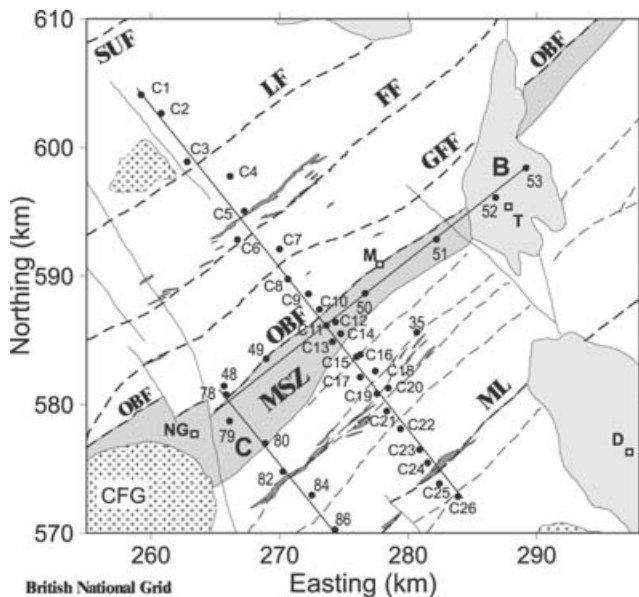 610
SUF
LF
FF
OBF
C1
C2
GFF
600
C3
C4
B
53
C5
52
T
C6
C7
M
51
590
C8
C9
C10
50
OBF
C11
C12
35
49
C13
C14
C15
C16
MSZ
C17
C18
48
C19
C20
ML
OBF
78
580
NG
79
C21
C22
80
C
C23
D
82
C24
CFG
84
C25
86
C26
570
260
270
280
290
British National Grid
Easting (km)
Northing (km)